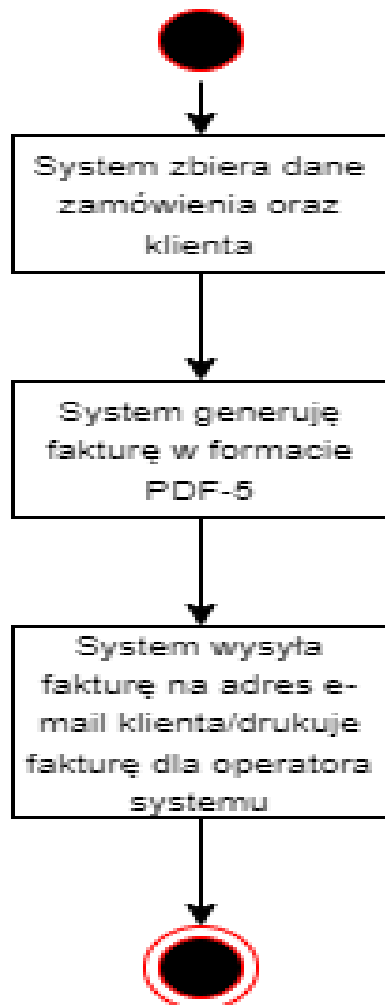 System zbiera dane
zamówienia oraz
klienta
System generuję
fakturę w formacie
PDF-5
System wysyła
fakturę na adres e-
mail klienta/drukuje
fakturę dla operatora
systemu